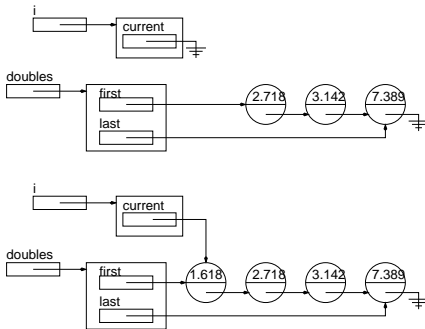 i
current
doubles
first
2.718 3.142 7.389
last
i
current
doubles
first
1.618 2.718 3.142 7.389
last